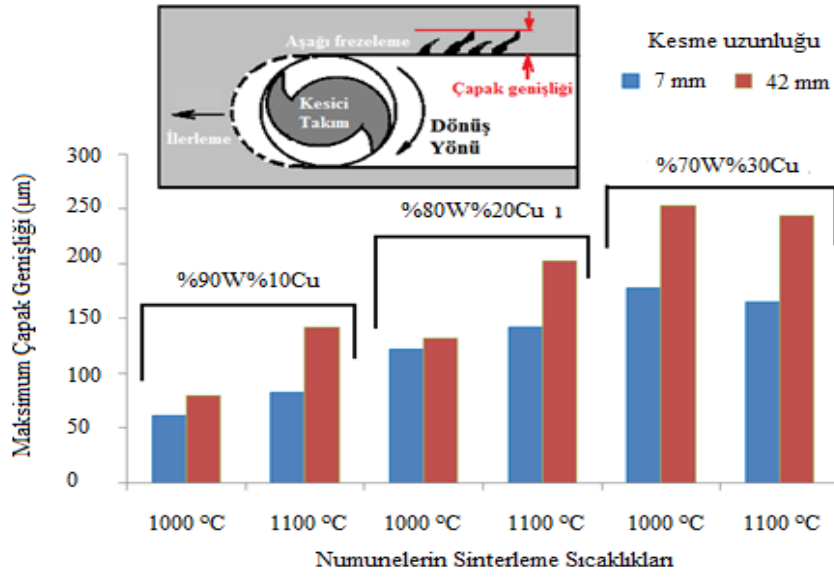 Aşağı frezeleme
Çapak genişliği
Kesici
Takım
İlerleme
Dönüş
Yönü
Kesme uzunluğu
7 mm
42 mm
Maksimum Çapak Genişliği (µm)
300
250
200
150
100
50
0
%90W%10Cu
%80W%20Cu ı
%70W%30Cu .
1000 °C
1100 °C
1000 °C
1100 °C
1000 °C
1100 °C
Numunelerin Sinterleme Sıcaklıkları